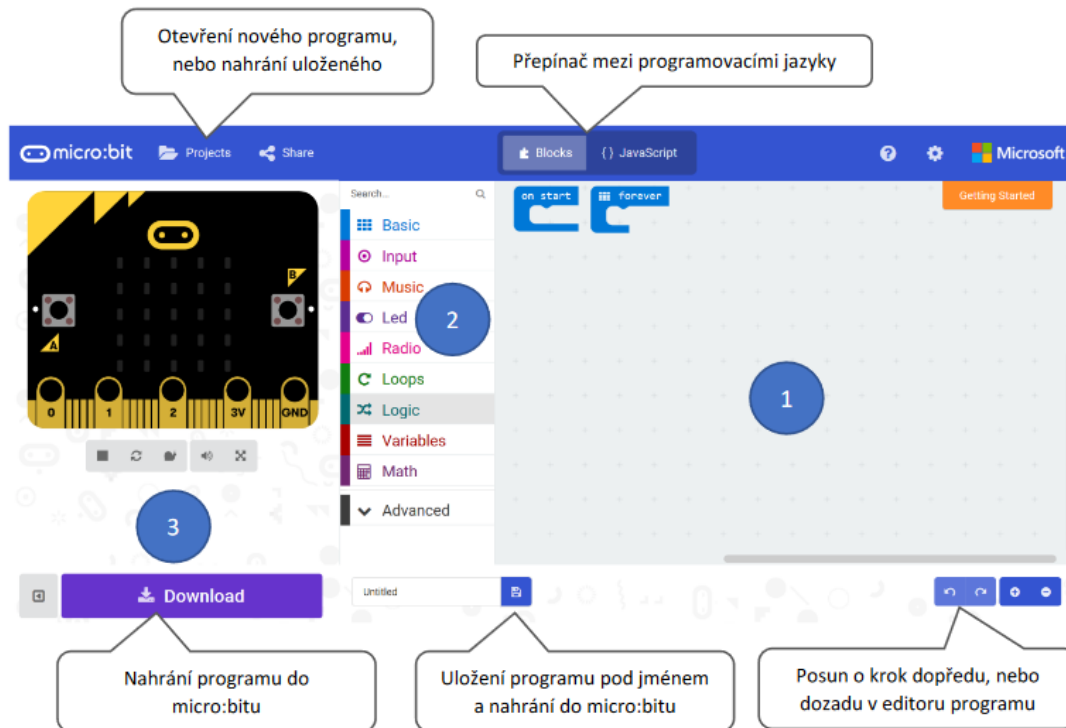 Otevření nového programu,
nebo nahrání uloženého
Přepínač mezi programovacími jazyky
micro:bit
Projects
Share
Blocks
{} JavaScript
Microsoft
Search...
on start
forever
Getting Started
Basic
Input
Music
Led
Radio
Loops
Logic
Variables
Math
Advanced
B
A
0 1 2 3V GND
2
1
3
Download
Untitled
Nahrání programu do
micro:bitu
Uložení programu pod jménem
a nahrání do micro:bitu
Posun o krok dopředu, nebo
dozadu v editoru programu